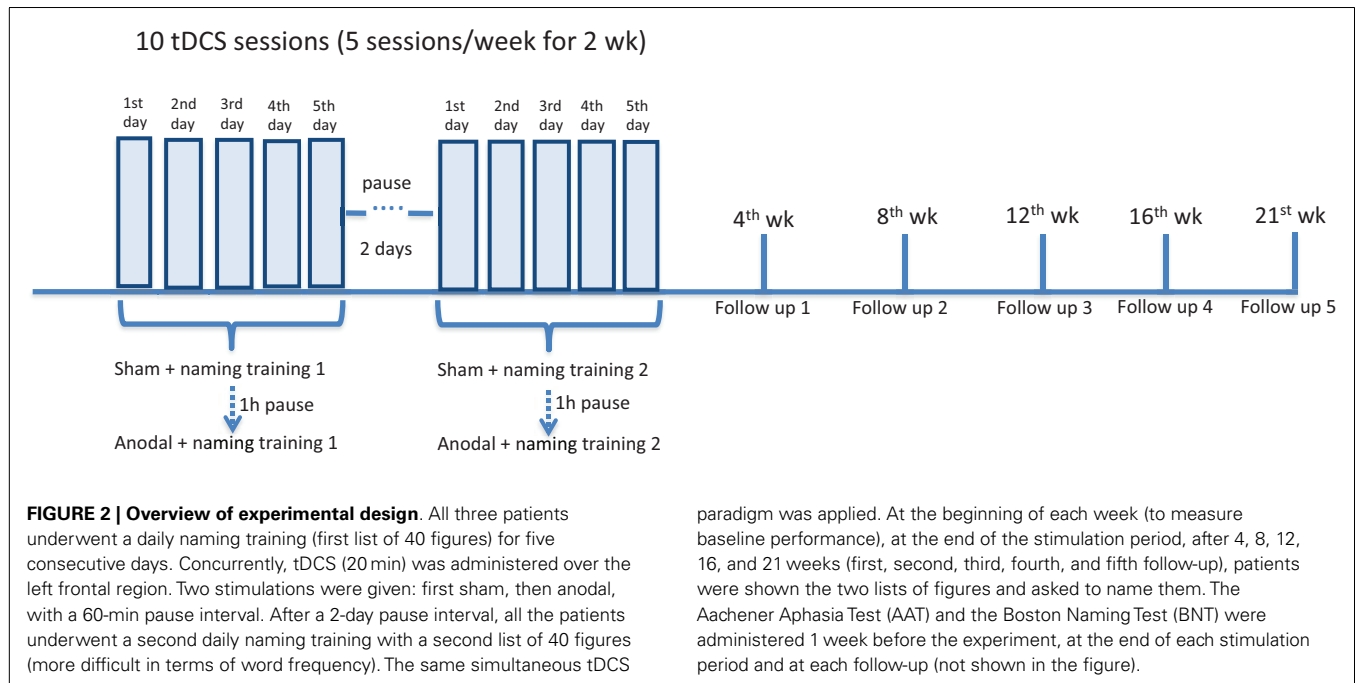 10 tDCS sessions (5 sessions/week for 2 wk)
1st day
2nd day
3rd day
4th day
5th day
pause
2 days
1st day
2nd day
3rd day
4th day
5th day
4th wk
8th wk
12th wk
16th wk
21st wk
Follow up 1
Follow up 2
Follow up 3
Follow up 4
Follow up 5
Sham + naming training 1
1h pause
Anodal + naming training 1
Sham + naming training 2
1h pause
Anodal + naming training 2
FIGURE 2 | Overview of experimental design. All three patients
underwent a daily naming training (first list of 40 figures) for five
consecutive days. Concurrently, tDCS (20 min) was administered over the
left frontal region. Two stimulations were given: first sham, then anodal,
with a 60-min pause interval. After a 2-day pause interval, all the patients
underwent a second daily naming training with a second list of 40 figures
(more difficult in terms of word frequency). The same simultaneous tDCS
paradigm was applied. At the beginning of each week (to measure
baseline performance), at the end of the stimulation period, after 4, 8, 12,
16, and 21 weeks (first, second, third, fourth, and fifth follow-up), patients
were shown the two lists of figures and asked to name them. The
Aachener Aphasia Test (AAT) and the Boston Naming Test (BNT) were
administered 1 week before the experiment, at the end of each stimulation
period and at each follow-up (not shown in the figure).